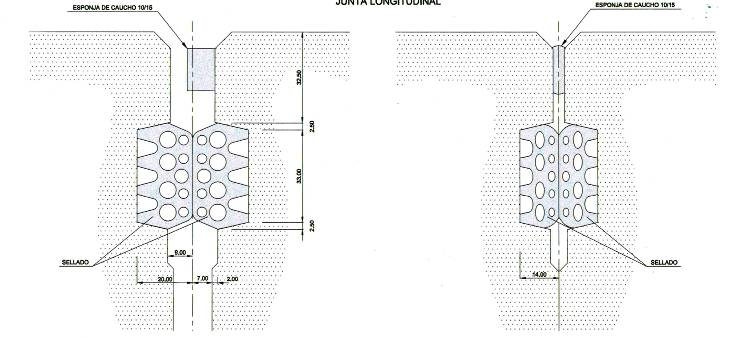 JUNTA LONGITUDINAL
ESPONJA DE CAUCHO 10/15
ESPONJA DE CAUCHO 10/15
32.50
2.50
33.00
2.50
9.00
SELLADO
SELLADO
20.00
7.00
2.00
14.00